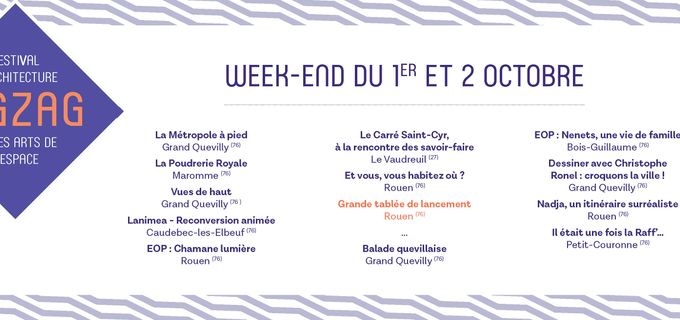 ESTIVAL
CHITECTURE
GZAG
ES ARTS DE
ESPACE
WEEK-END DU 1ER ET 2 OCTOBRE
La Métropole à pied
Grand Quevilly (76)
La Poudrerie Royale
Maromme (76)
Vues de haut
Grand Quevilly (76 )
Lanimea - Reconversion animée
Caudebec-les-Elbeuf (76)
EOP : Chamane lumière
Rouen (76)
Le Carré Saint-Cyr,
à la rencontre des savoir-faire
Le Vaudreuil (27)
Et vous, vous habitez où ?
Rouen (76)
Grande tablée de lancement
Rouen (76)
...
Balade quevillaise
Grand Quevilly (76)
EOP : Nenets, une vie de famille
Bois-Guillaume (76)
Dessiner avec Christophe
Ronel : croquons la ville !
Grand Quevilly (76)
Nadja, un itinéraire surréaliste
Rouen (76)
Il était une fois la Raff'...
Petit-Couronne (76)